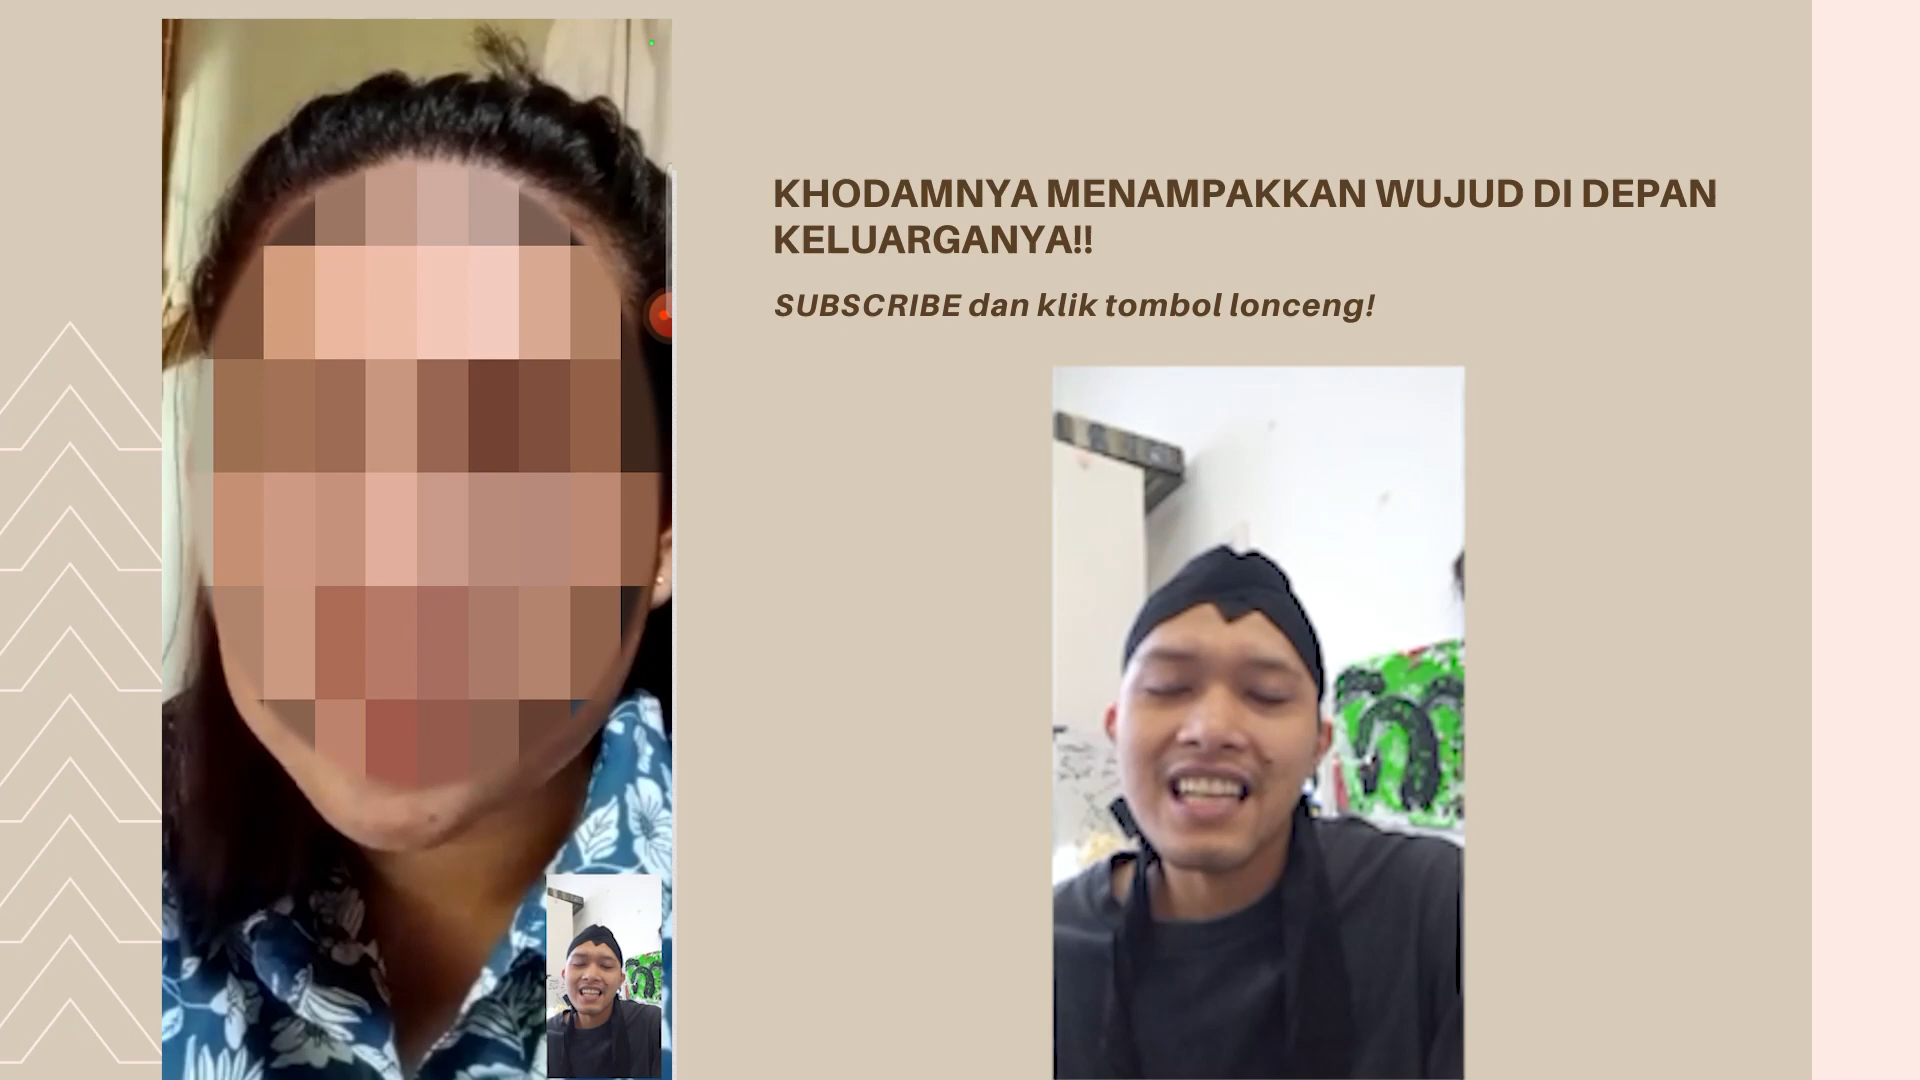 KHODAMNYA MENAMPAKKAN WUJUD DI DEPAN
KELUARGANYA!!
SUBSCRIBE dan klik tombol lonceng!